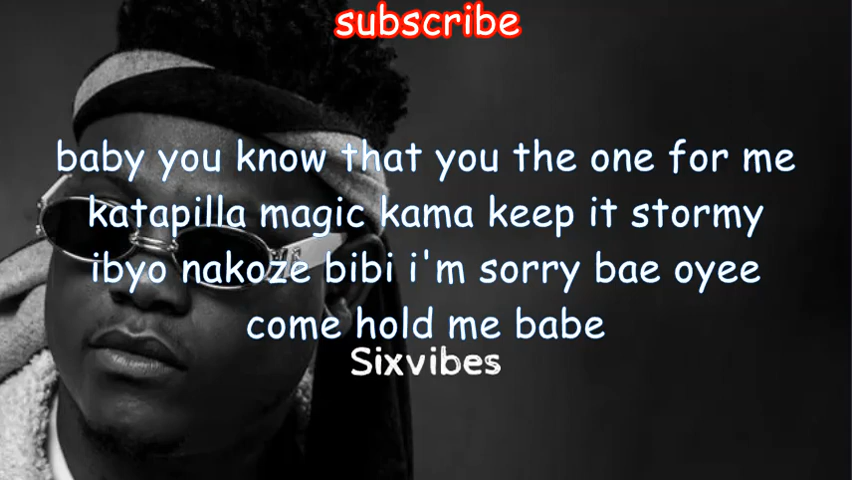 subscribe
baby you know that you the one for me
katapilla magic kama keep it stormy
ibyo nakoze bibi i'm sorry bae oyee
come hold me babe
Sixvibes